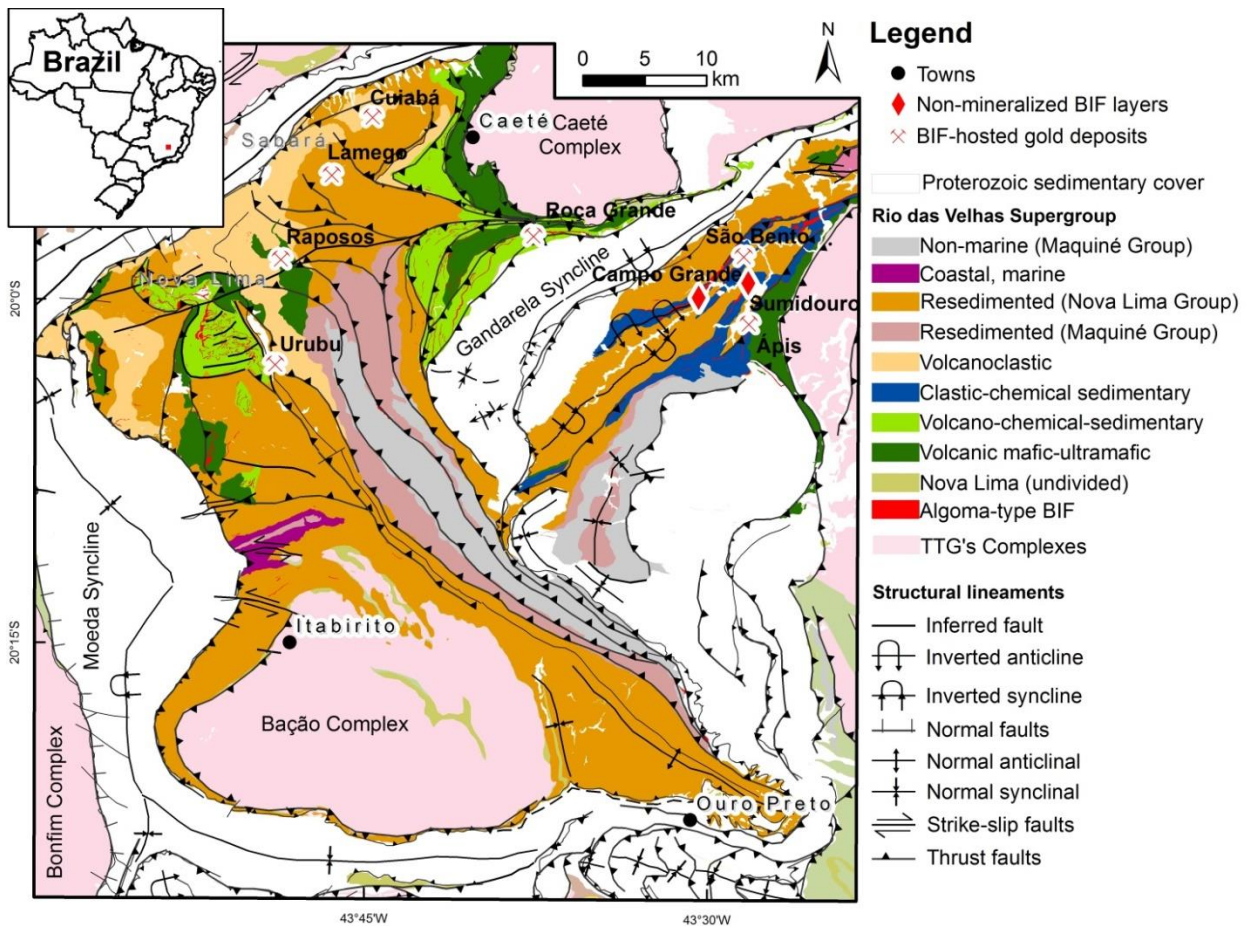 Brazil
0 5 10
km
N
Cuiabá
Sabará
Caeté
Caeté
Complex
Lamego
Roça Grande
Raposos
São Bento
Nova Lima
Campo Grande
Gandarela Syncline
Sumidouro
Urubu
Ápis
20°0'S
Moeda Syncline
Itabirito
20°15'S
Bação Complex
Bonfim Complex
Ouro Preto
43°45'W
43°30'W
Legend
Towns
Non-mineralized BIF layers
BIF-hosted gold deposits
Proterozoic sedimentary cover
Rio das Velhas Supergroup
Non-marine (Maquiné Group)
Coastal, marine
Resedimented (Nova Lima Group)
Resedimented (Maquiné Group)
Volcanoclastic
Clastic-chemical sedimentary
Volcano-chemical-sedimentary
Volcanic mafic-ultramafic
Nova Lima (undivided)
Algoma-type BIF
TTG's Complexes
Structural lineaments
Inferred fault
Inverted anticline
Inverted syncline
Normal faults
Normal anticlinal
Normal synclinal
Strike-slip faults
Thrust faults